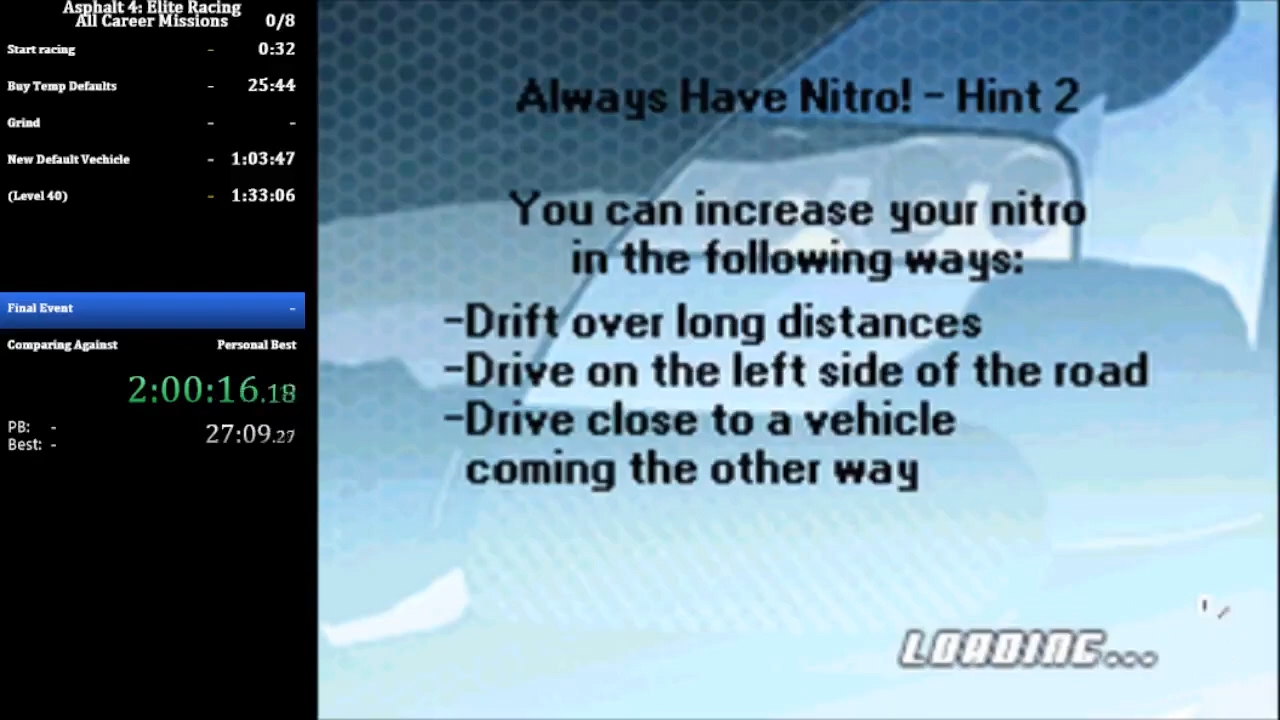 Asphalt 4: Elite Racing
All Career Missions 0/8
Start racing - 0:32
Buy Temp Defaults - 25:44
Grind - -
New Default Vechicle - 1:03:47
(Level 40) - 1:33:06
Final Event -
Comparing Against Personal Best
2:00:16.18
PB: - 27:09.27
Best: -
Always Have Nitro! - Hint 2
You can increase your nitro
in the following ways:
-Drift over long distances
-Drive on the left side of the road
-Drive close to a vehicle
coming the other way
LOADING...